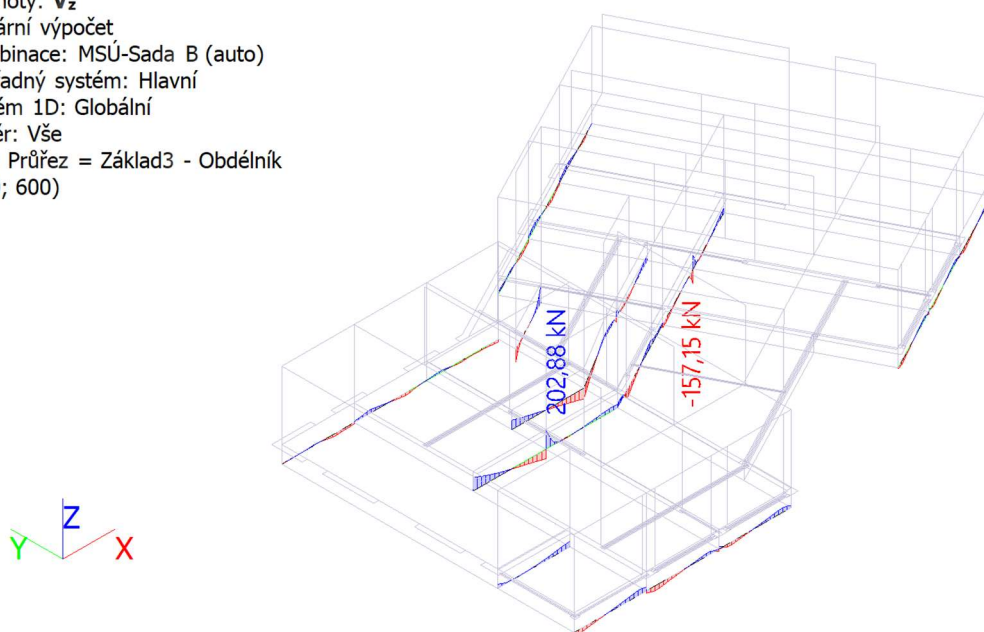 noty: Vz
ární výpočet
binace: MSÚ-Sada B (auto)
adný systém: Hlavní
ém 1D: Globální
ěr: Vše
Průřez = Základ3 - Obdélník
; 600)
202,88 kN
-157,15 kN
Z
Y
X